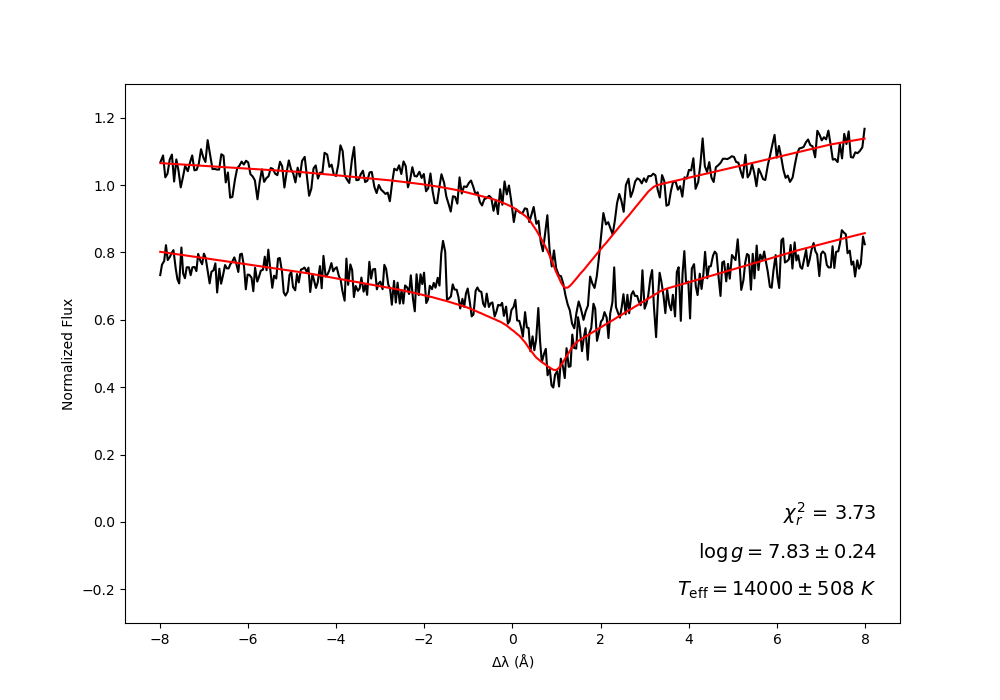 1.2
1.0
0.8
0.6
0.4
0.2
0.0
−0.2
Normalized Flux
χ²ᵣ = 3.73
log g = 7.83 ± 0.24
T_eff = 14000 ± 508 K
−8 −6 −4 −2 0 2 4 6 8
Δλ (Å)